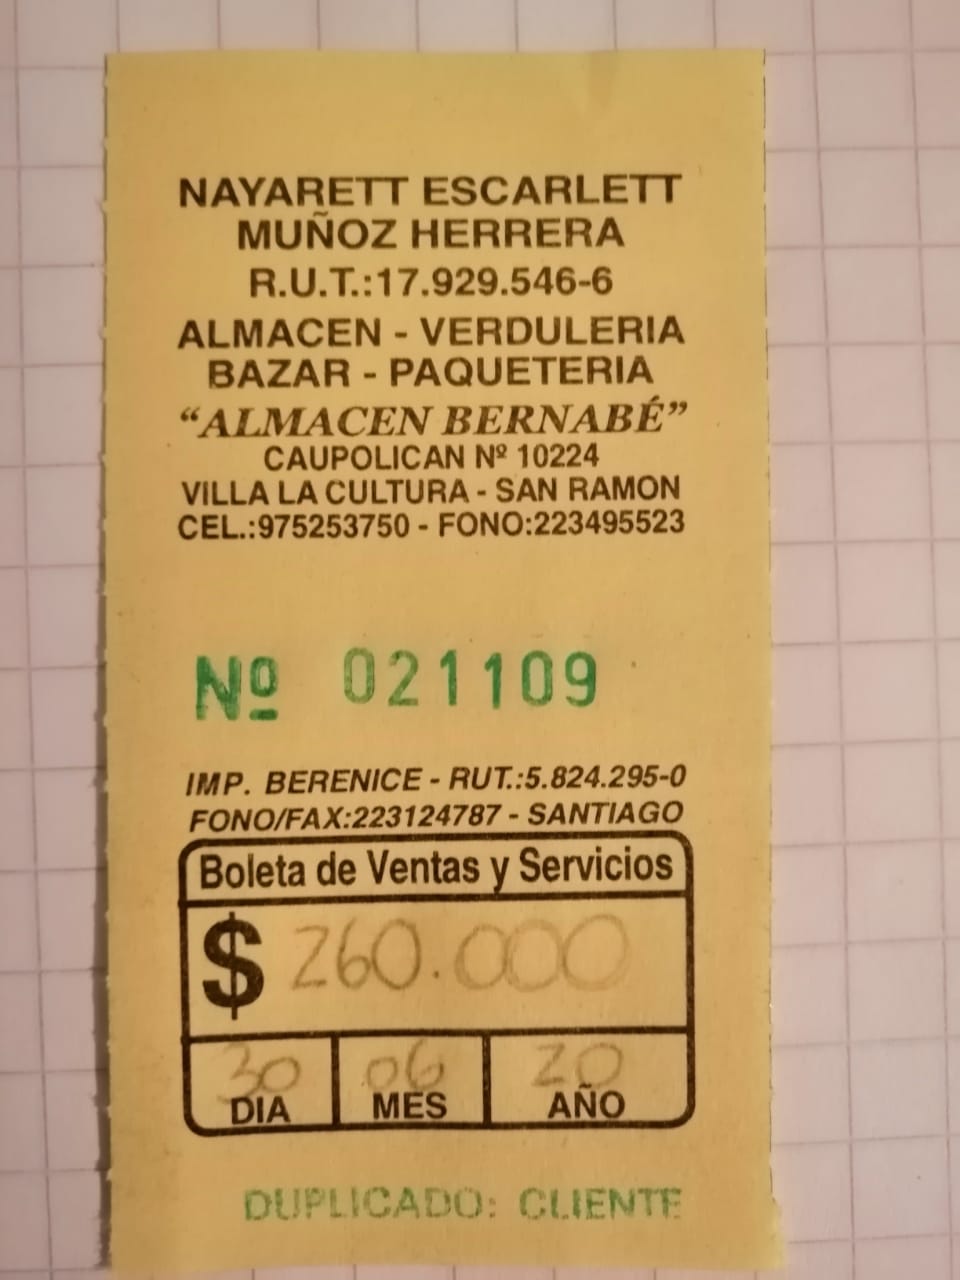 NAYARETT ESCARLETT
MUÑOZ HERRERA
R.U.T.:17.929.546-6
ALMACEN - VERDULERIA
BAZAR - PAQUETERIA
“ALMACEN BERNABÉ”
CAUPOLICAN Nº 10224
VILLA LA CULTURA - SAN RAMON
CEL.:975253750 - FONO:223495523
Nº 021109
IMP. BERENICE - RUT.:5.824.295-0
FONO/FAX:223124787 - SANTIAGO
Boleta de Ventas y Servicios
$ 260.000
30 06 20
DIA MES AÑO
DUPLICADO: CLIENTE